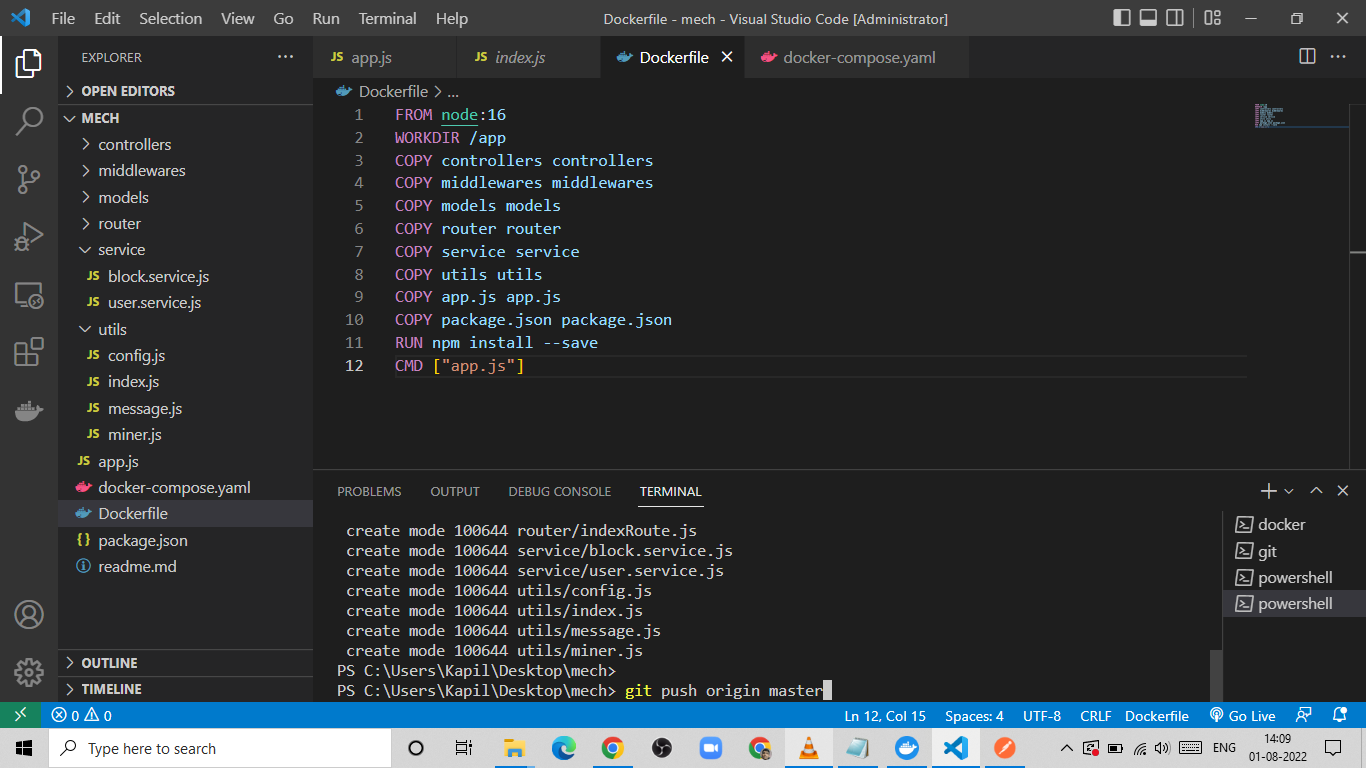 File Edit Selection View Go Run Terminal Help Dockerfile - mech - Visual Studio Code [Administrator]
EXPLORER
OPEN EDITORS
MECH
controllers
middlewares
models
router
service
JS block.service.js
JS user.service.js
utils
JS config.js
JS index.js
JS message.js
JS miner.js
JS app.js
docker-compose.yaml
Dockerfile
{} package.json
readme.md
OUTLINE
TIMELINE
JS app.js JS index.js Dockerfile docker-compose.yaml
Dockerfile > ...
1 FROM node:16
2 WORKDIR /app
3 COPY controllers controllers
4 COPY middlewares middlewares
5 COPY models models
6 COPY router router
7 COPY service service
8 COPY utils utils
9 COPY app.js app.js
10 COPY package.json package.json
11 RUN npm install --save
12 CMD ["app.js"]
PROBLEMS OUTPUT DEBUG CONSOLE TERMINAL
create mode 100644 router/indexRoute.js
create mode 100644 service/block.service.js
create mode 100644 service/user.service.js
create mode 100644 utils/config.js
create mode 100644 utils/index.js
create mode 100644 utils/message.js
create mode 100644 utils/miner.js
PS C:\Users\Kapil\Desktop\mech>
PS C:\Users\Kapil\Desktop\mech> git push origin master
docker
git
powershell
powershell
0 0 Ln 12, Col 15 Spaces: 4 UTF-8 CRLF Dockerfile Go Live
Type here to search
ENG
14:09
01-08-2022